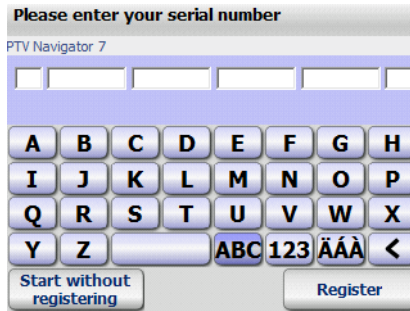 Please enter your serial number
PTV Navigator 7
A B C D E F G H
I J K L M N O P
Q R S T U V W X
Y Z ABC 123 ÄÁÀ <
Start without
registering
Register